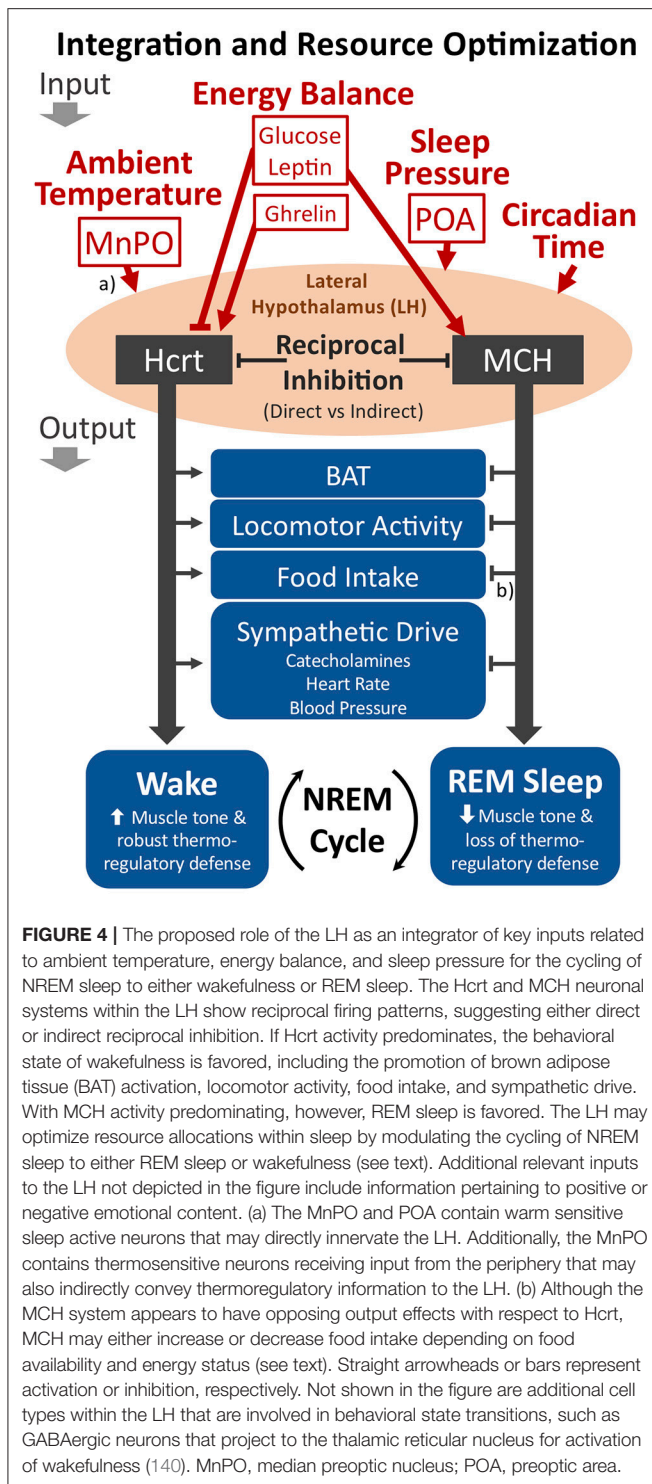 Integration and Resource Optimization
Input
Energy Balance
Glucose
Leptin
Ghrelin
Ambient
Temperature
MnPO
a)
Sleep
Pressure
POA
Circadian
Time
Lateral
Hypothalamus (LH)
Hcrt
Reciprocal
Inhibition
(Direct vs Indirect)
MCH
Output
BAT
Locomotor Activity
Food Intake
b)
Sympathetic Drive
Catecholamines
Heart Rate
Blood Pressure
Wake
⬆ Muscle tone &
robust thermo-
regulatory defense
NREM
Cycle
REM Sleep
⬇ Muscle tone &
loss of thermo-
regulatory defense
FIGURE 4 | The proposed role of the LH as an integrator of key inputs related
to ambient temperature, energy balance, and sleep pressure for the cycling of
NREM sleep to either wakefulness or REM sleep. The Hcrt and MCH neuronal
systems within the LH show reciprocal firing patterns, suggesting either direct
or indirect reciprocal inhibition. If Hcrt activity predominates, the behavioral
state of wakefulness is favored, including the promotion of brown adipose
tissue (BAT) activation, locomotor activity, food intake, and sympathetic drive.
With MCH activity predominating, however, REM sleep is favored. The LH may
optimize resource allocations within sleep by modulating the cycling of NREM
sleep to either REM sleep or wakefulness (see text). Additional relevant inputs
to the LH not depicted in the figure include information pertaining to positive or
negative emotional content. (a) The MnPO and POA contain warm sensitive
sleep active neurons that may directly innervate the LH. Additionally, the MnPO
contains thermosensitive neurons receiving input from the periphery that may
also indirectly convey thermoregulatory information to the LH. (b) Although the
MCH system appears to have opposing output effects with respect to Hcrt,
MCH may either increase or decrease food intake depending on food
availability and energy status (see text). Straight arrowheads or bars represent
activation or inhibition, respectively. Not shown in the figure are additional cell
types within the LH that are involved in behavioral state transitions, such as
GABAergic neurons that project to the thalamic reticular nucleus for activation
of wakefulness (140). MnPO, median preoptic nucleus; POA, preoptic area.